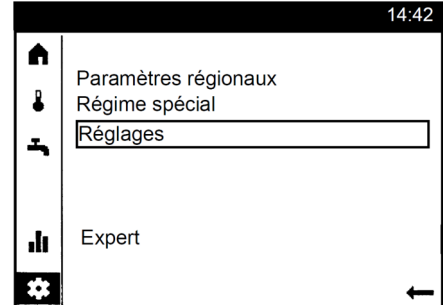 14:42
Paramètres régionaux
Régime spécial
Réglages
Expert